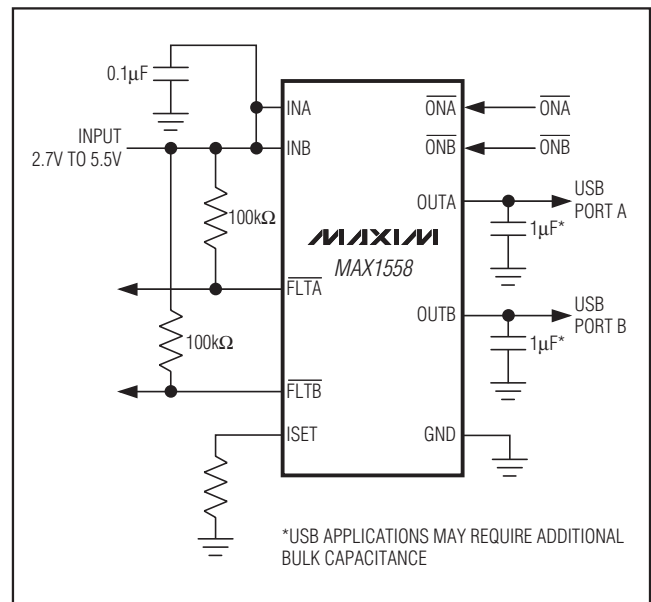 0.1μF
INPUT
2.7V TO 5.5V
INA
INB
100kΩ
FLTA
100kΩ
FLTB
ISET
MAXIM
MAX1558
ONA
ONA
ONB
ONB
OUTA
USB
PORT A
1μF*
OUTB
USB
PORT B
1μF*
GND
*USB APPLICATIONS MAY REQUIRE ADDITIONAL
BULK CAPACITANCE